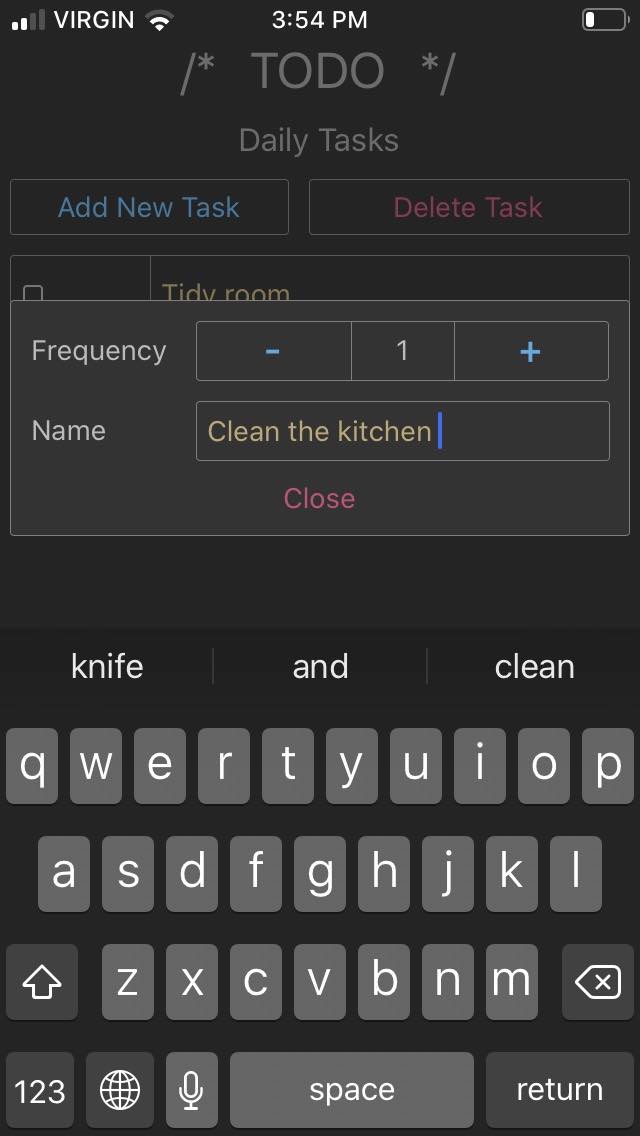 VIRGIN 3:54 PM
/* TODO */
Daily Tasks
Add New Task Delete Task
Tidy room
Frequency - 1 +
Name Clean the kitchen
Close
knife and clean
q w e r t y u i o p
a s d f g h j k l
z x c v b n m
123 space return